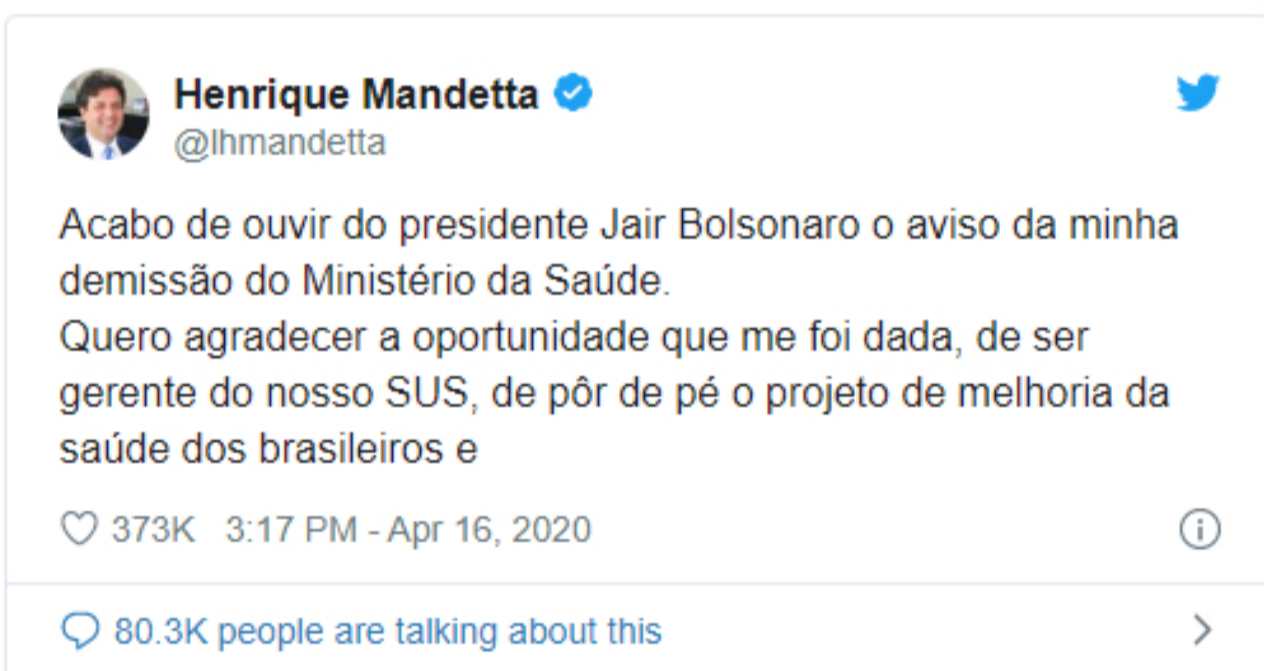 Henrique Mandetta
@lhmandetta
Acabo de ouvir do presidente Jair Bolsonaro o aviso da minha
demissão do Ministério da Saúde.
Quero agradecer a oportunidade que me foi dada, de ser
gerente do nosso SUS, de pôr de pé o projeto de melhoria da
saúde dos brasileiros e
373K 3:17 PM - Apr 16, 2020
80.3K people are talking about this